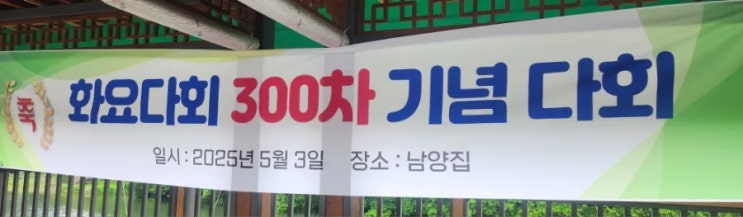 축 화요다회 300차 기념 다회
일시 : 2025년 5월 3일 장소 : 남양집